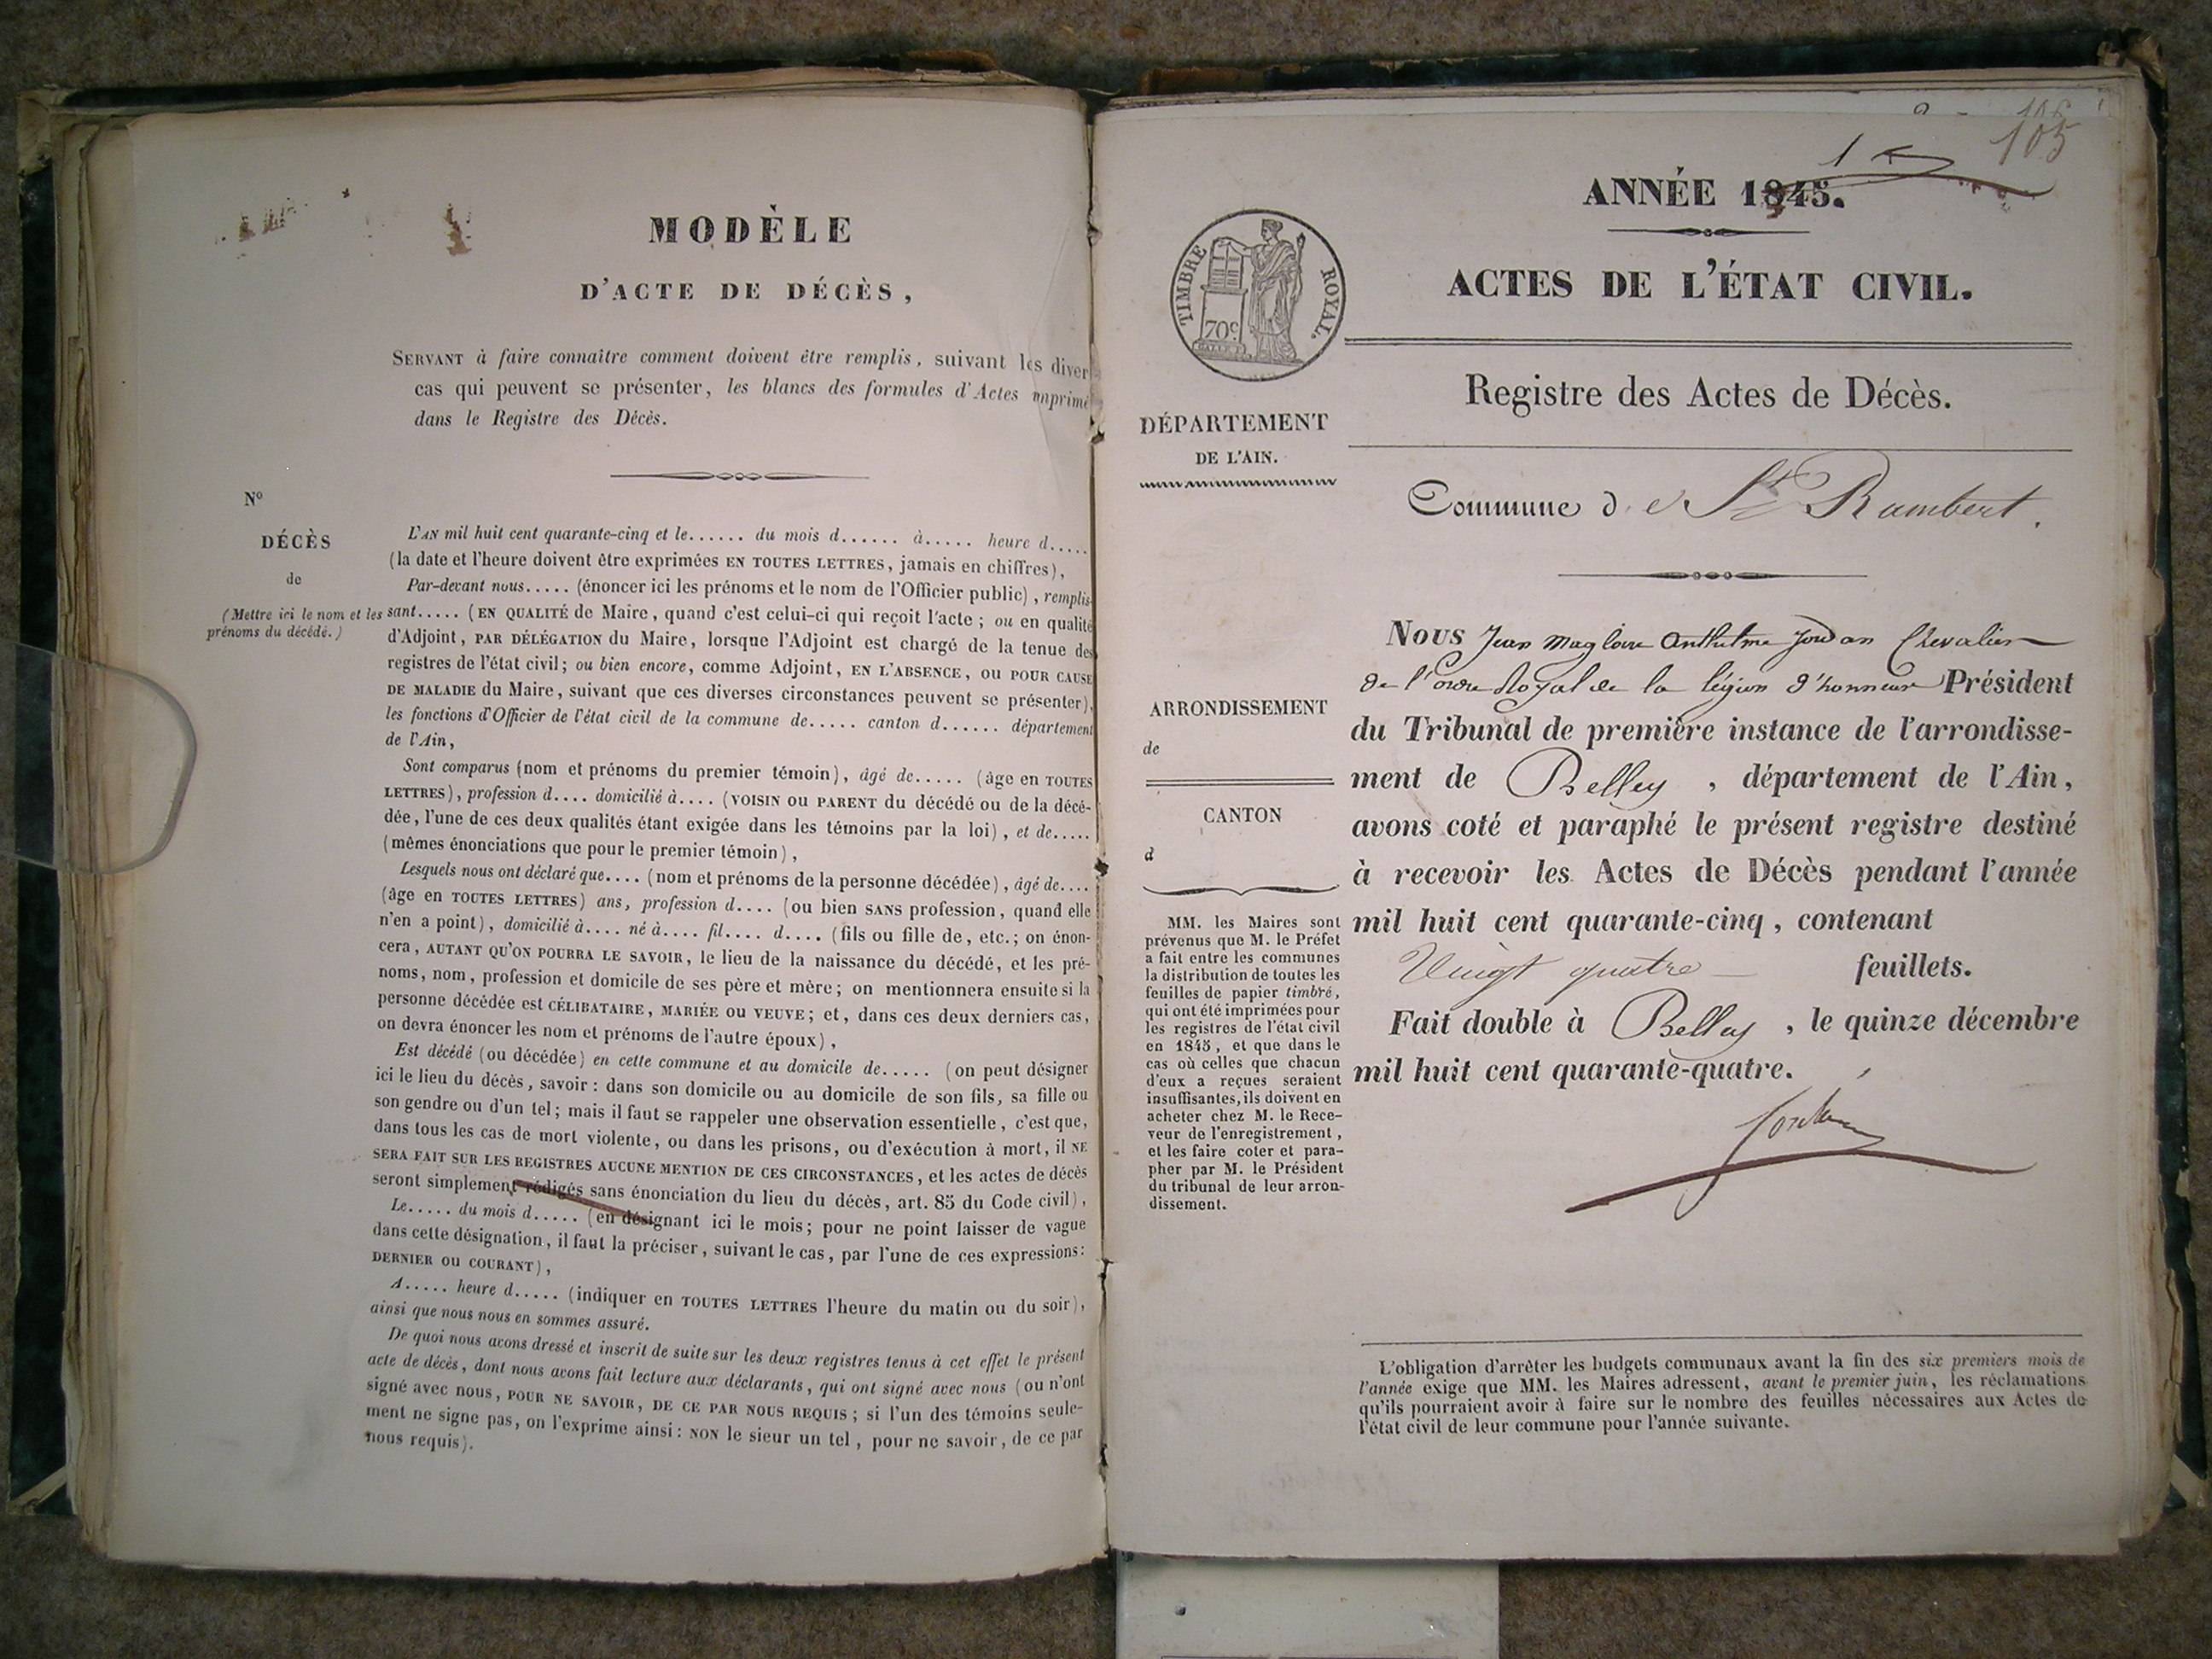 MODÈLE
D'ACTE DE DÉCÈS,
SERVANT à faire connaître comment doivent être remplis, suivant les diver
cas qui peuvent se présenter, les blancs des formules d'Actes imprimé
dans le Registre des Décès.
N°
DÉCÈS
de
(Mettre ici le nom et les
prénoms du décédé.)
L'AN mil huit cent quarante-cinq et le...... du mois d...... à..... heure d.....
(la date et l'heure doivent être exprimées EN TOUTES LETTRES, jamais en chiffres),
Par-devant nous..... (énoncer ici les prénoms et le nom de l'Officier public), remplis-
sant..... (EN QUALITÉ de Maire, quand c'est celui-ci qui reçoit l'acte; ou en qualité
d'Adjoint, PAR DÉLÉGATION du Maire, lorsque l'Adjoint est chargé de la tenue des
registres de l'état civil; ou bien encore, comme Adjoint, EN L'ABSENCE, OU POUR CAUSE
DE MALADIE du Maire, suivant que ces diverses circonstances peuvent se présenter),
les fonctions d'Officier de l'état cicil de la commune de..... canton d...... département
de l'Ain,
Sont comparus (nom et prénoms du premier témoin), âgé de..... (âge en TOUTES
LETTRES), profession d.... domicilié à.... (VOISIN OU PARENT du décédé ou de la décé-
dée, l'une de ces deux qualités étant exigée dans les témoins par la loi), et de.....
(mêmes énonciations que pour le premier témoin),
Lesquels nous ont déclaré que.... (nom et prénoms de la personne décédée), âgé de....
(âge en TOUTES LETTRES) ans, profession d.... (ou bien SANS profession, quand elle
n'en a point), domicilié à.... né à.... fil.... d.... (fils ou fille de, etc.; on énon-
cera, AUTANT QU'ON POURRA LE SAVOIR, le lieu de la naissance du décédé, et les pré-
noms, nom, profession et domicile de ses père et mère; on mentionnera ensuite si la
personne décédée est CÉLIBATAIRE, MARIÉE OU VEUVE; et, dans ces deux derniers cas,
on devra énoncer les nom et prénoms de l'autre époux),
Est décédé (ou décédée) en cette commune et au domicile de..... (on peut désigner
ici le lieu du décès, savoir: dans son domicile ou au domicile de son fils, sa fille ou
son gendre ou d'un tel; mais il faut se rappeler une observation essentielle, c'est que,
dans tous les cas de mort violente, ou dans les prisons, ou d'exécution à mort, il NE
SERA FAIT SUR LES REGISTRES AUCUNE MENTION DE CES CIRCONSTANCES, et les actes de décès
seront simplement rédigés sans énonciation du lieu du décès, art. 85 du Code civil),
Le..... du mois d..... (en désignant ici le mois; pour ne point laisser de vague
dans cette désignation, il faut la préciser, suivant le cas, par l'une de ces expressions:
DERNIER OU COURANT),
A..... heure d..... (indiquer en TOUTES LETTRES l'heure du matin ou du soir),
ainsi que nous nous en sommes assuré.
De quoi nous avons dressé et inscrit de suite sur les deux registres tenus à cet effet le présent
acte de décès, dont nous avons fait lecture aux déclarants, qui ont signé avec nous (ou n'ont
signé avec nous, POUR NE SAVOIR, DE CE PAR NOUS REQUIS; si l'un des témoins seule-
ment ne signe pas, on l'exprime ainsi: NON le sieur un tel, pour ne savoir, de ce par
nous requis).
106
1 105
ANNÉE 1845.
ACTES DE L'ÉTAT CIVIL.
TIMBRE ROYAL.
70c
Registre des Actes de Décès.
DÉPARTEMENT
DE L'AIN.
Commune de St Rambert.
ARRONDISSEMENT
de
CANTON
d
MM. les Maires sont
prévenus que M. le Préfet
a fait entre les communes
la distribution de toutes les
feuilles de papier timbré,
qui ont été imprimées pour
les registres de l'état civil
en 1845, et que dans le
cas où celles que chacun
d'eux a reçues seraient
insuffisantes, ils doivent en
acheter chez M. le Rece-
veur de l'enregistrement,
et les faire coter et para-
pher par M. le Président
du tribunal de leur arron-
dissement.
NOUS Jean Magloire Anthelme Jordan Chevalier
de l'ordre Royal de la légion d'honneur Président
du Tribunal de première instance de l'arrondisse-
ment de Belley, département de l'Ain,
avons coté et paraphé le présent registre destiné
à recevoir les Actes de Décès pendant l'année
mil huit cent quarante-cinq, contenant
Vingt quatre feuillets.
Fait double à Belley, le quinze décembre
mil huit cent quarante-quatre.
Jordan
L'obligation d'arrêter les budgets communaux avant la fin des six premiers mois de
l'année exige que MM. les Maires adressent, avant le premier juin, les réclamations
qu'ils pourraient avoir à faire sur le nombre des feuilles nécessaires aux Actes de
l'état civil de leur commune pour l'année suivante.